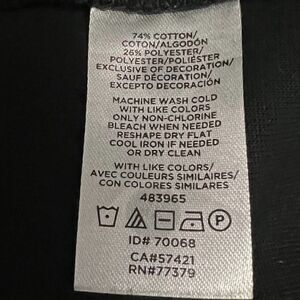 74% COTTON/
COTON/ALGODÓN
26% POLYESTER/
POLYESTER/POLIÉSTER
EXCLUSIVE OF DECORATION/
SAUF DÉCORATION/
EXCEPTO DECORACIÓN
MACHINE WASH COLD
WITH LIKE COLORS
ONLY NON-CHLORINE
BLEACH WHEN NEEDED
RESHAPE DRY FLAT
COOL IRON IF NEEDED
OR DRY CLEAN
WITH LIKE COLORS/
AVEC COULEURS SIMILAIRES/
CON COLORES SIMILARES
483965
P
ID# 70068
CA#57421
RN#77379